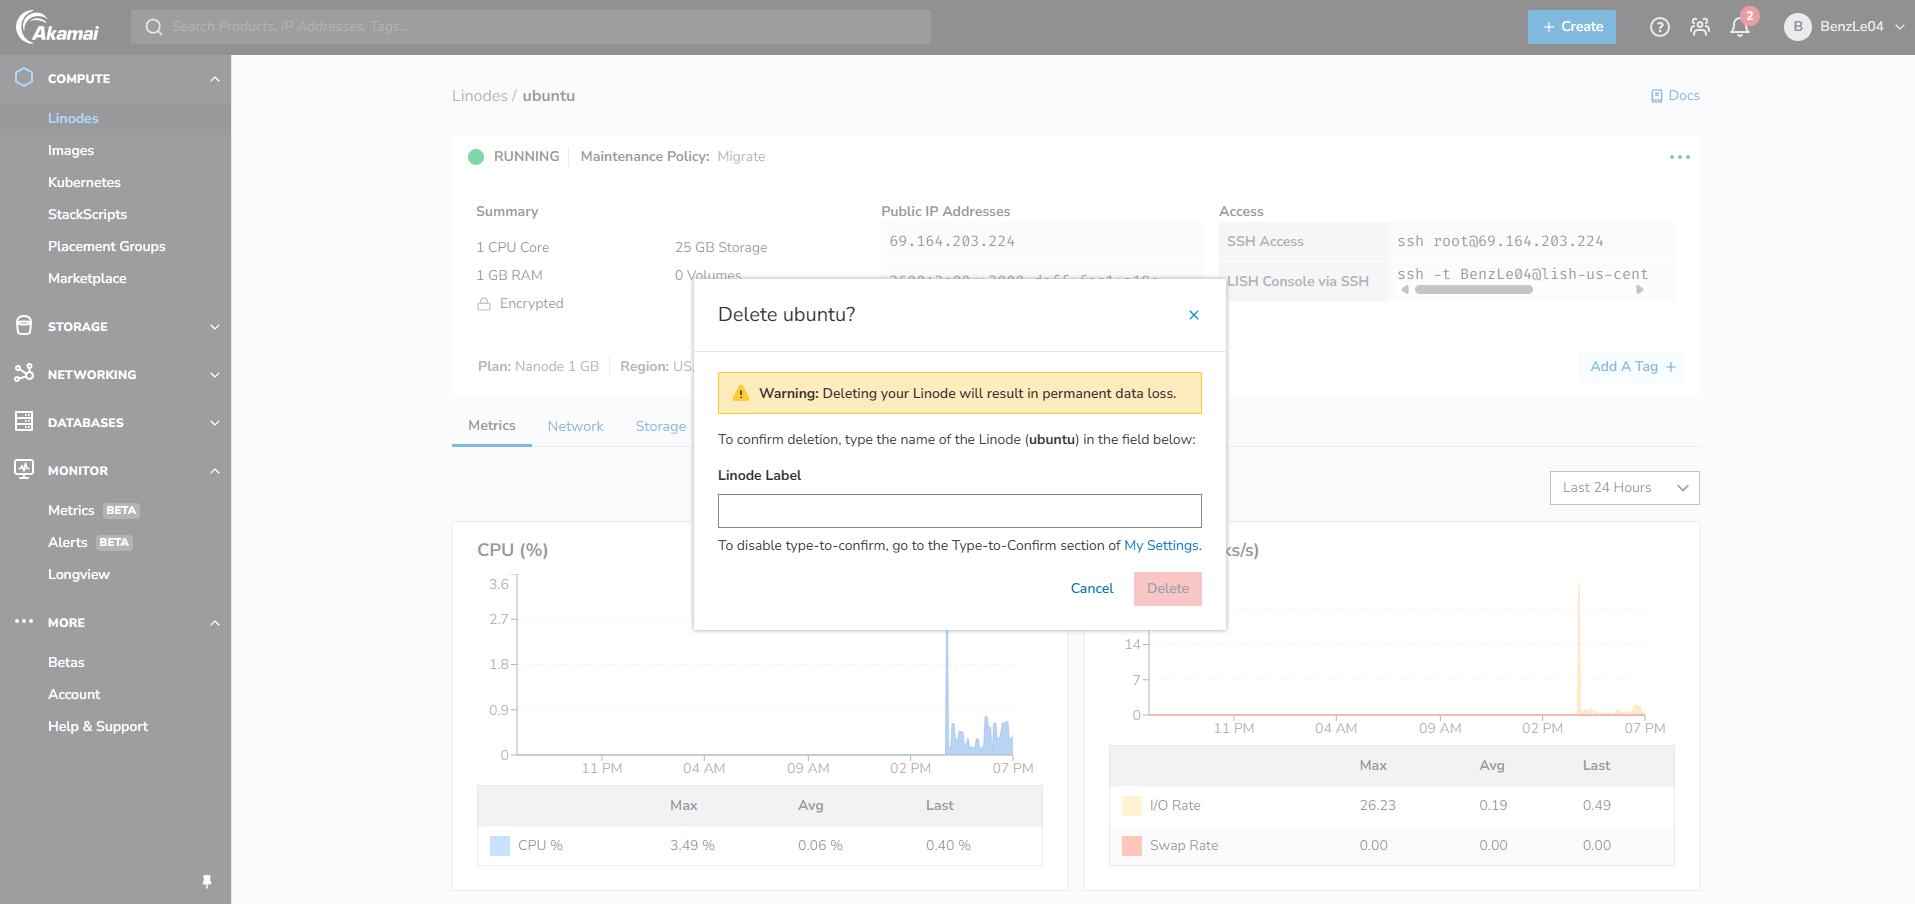 Akamai
Search Products, IP Addresses, Tags...
+ Create
2
B
BenzLe04
COMPUTE
Linodes
Images
Kubernetes
StackScripts
Placement Groups
Marketplace
STORAGE
NETWORKING
DATABASES
MONITOR
Metrics BETA
Alerts BETA
Longview
MORE
Betas
Account
Help & Support
Linodes / ubuntu
Docs
RUNNING
Maintenance Policy: Migrate
Summary
1 CPU Core
25 GB Storage
1 GB RAM
0 Volumes
Encrypted
Public IP Addresses
69.164.203.224
Access
SSH Access
ssh root@69.164.203.224
LISH Console via SSH
ssh -t BenzLe04@lish-us-cent
Plan: Nanode 1 GB
Region: US,
Add A Tag +
Metrics
Network
Storage
Last 24 Hours
Delete ubuntu?
Warning: Deleting your Linode will result in permanent data loss.
To confirm deletion, type the name of the Linode (ubuntu) in the field below:
Linode Label
To disable type-to-confirm, go to the Type-to-Confirm section of My Settings.
Cancel
Delete
CPU (%)
3.6
2.7
1.8
0.9
0
11 PM
04 AM
09 AM
02 PM
07 PM
Max
Avg
Last
CPU %
3.49 %
0.06 %
0.40 %
ks/s)
14
7
0
11 PM
04 AM
09 AM
02 PM
07 PM
Max
Avg
Last
I/O Rate
26.23
0.19
0.49
Swap Rate
0.00
0.00
0.00